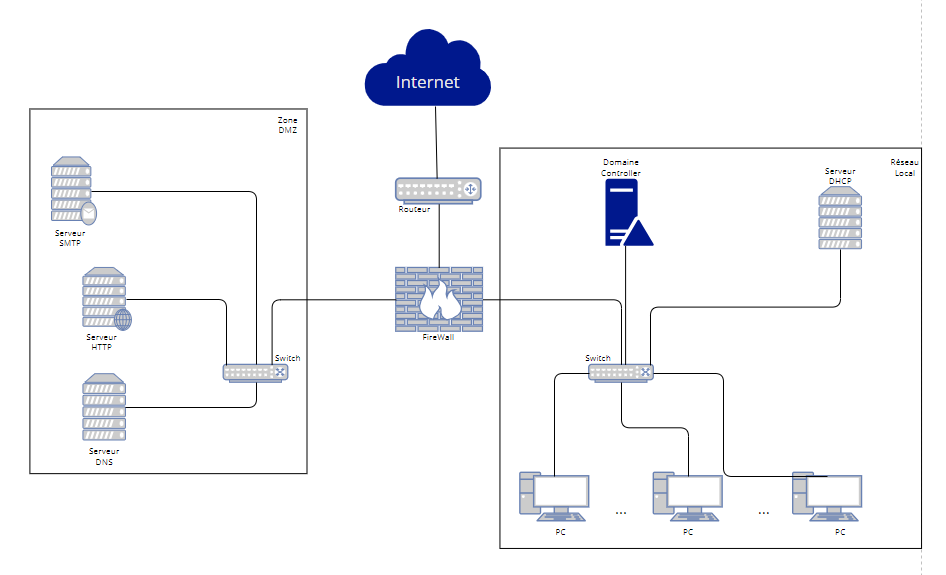 Internet
Zone
DMZ
Serveur
SMTP
Serveur
HTTP
Switch
Serveur
DNS
Routeur
FireWall
Réseau
Local
Domaine
Controller
Serveur
DHCP
Switch
PC
...
PC
...
PC